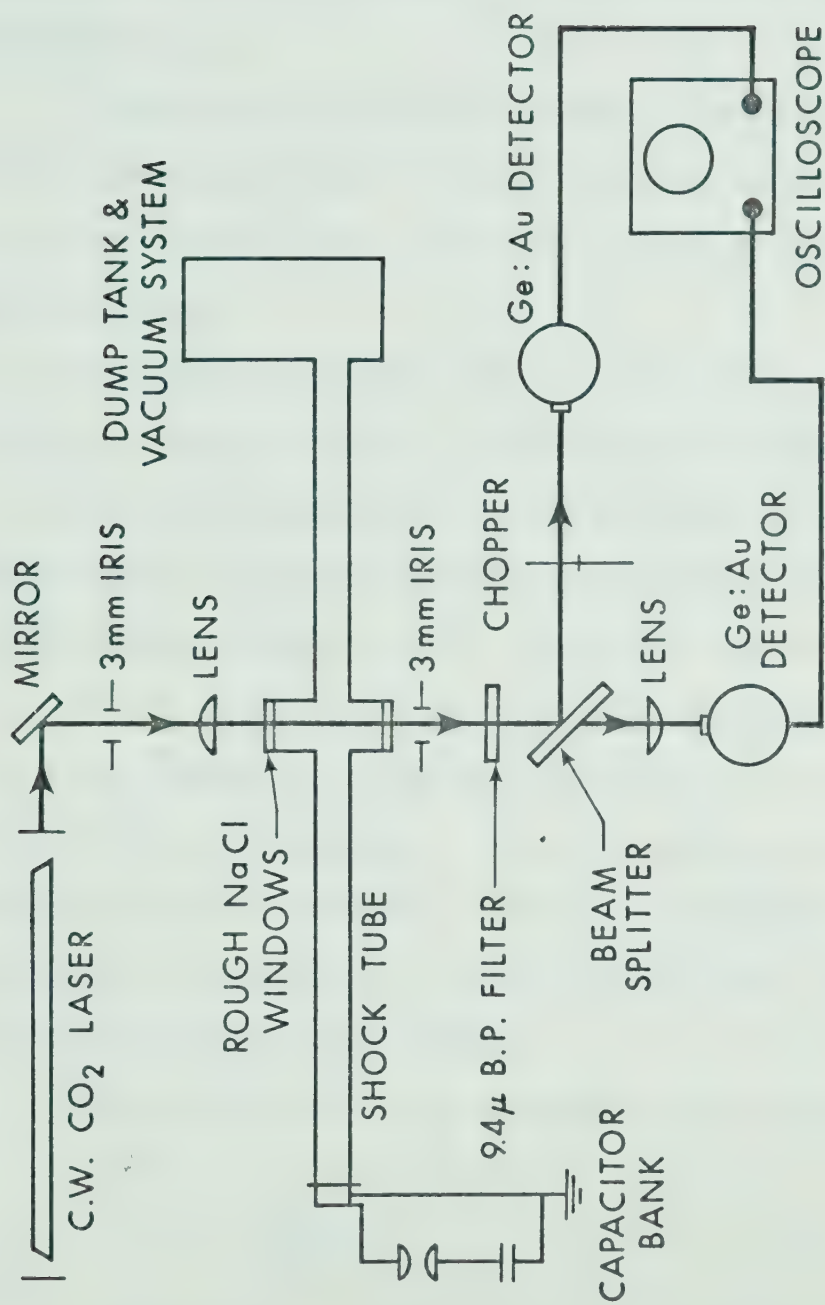 C.W. CO₂ LASER
MIRROR
3mm IRIS
LENS
DUMP TANK &
VACUUM SYSTEM
ROUGH NaCl
WINDOWS
SHOCK TUBE
3mm IRIS
9.4μ B.P. FILTER
CHOPPER
Ge:Au DETECTOR
CAPACITOR
BANK
BEAM
SPLITTER
LENS
Ge:Au
DETECTOR
OSCILLOSCOPE